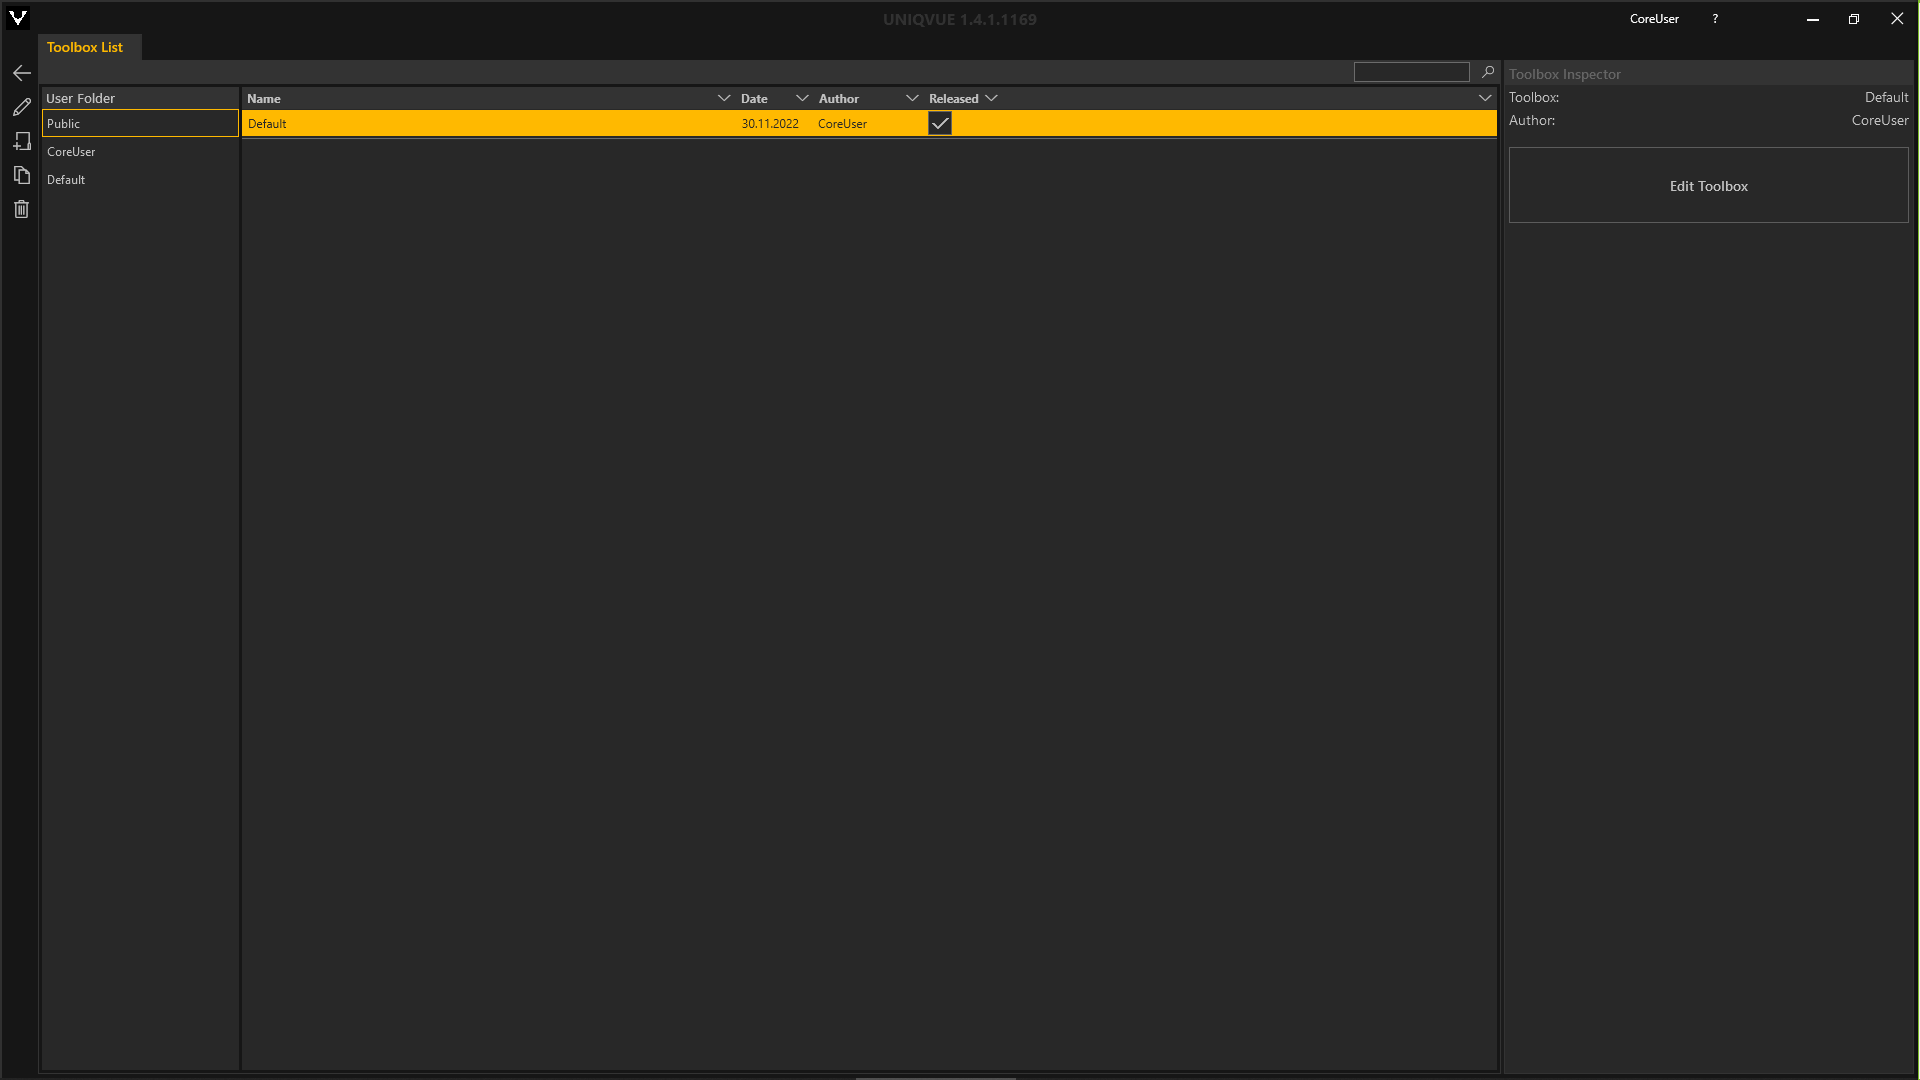 UNIQVUE 1.4.1.1169
CoreUser ?
Toolbox List
Toolbox Inspector
User Folder
Name Date Author Released
Toolbox: Default
Public
Default 30.11.2022 CoreUser
Author: CoreUser
CoreUser
Default
Edit Toolbox